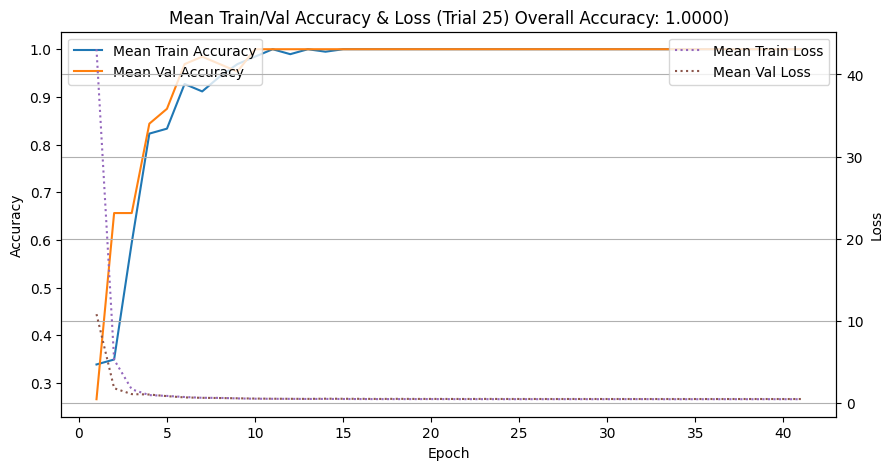 Mean Train/Val Accuracy & Loss (Trial 25) Overall Accuracy: 1.0000)
Mean Train Accuracy
Mean Val Accuracy
Mean Train Loss
Mean Val Loss
Accuracy
1.0
0.9
0.8
0.7
0.6
0.5
0.4
0.3
40
30
20
10
0
Loss
0 5 10 15 20 25 30 35 40
Epoch